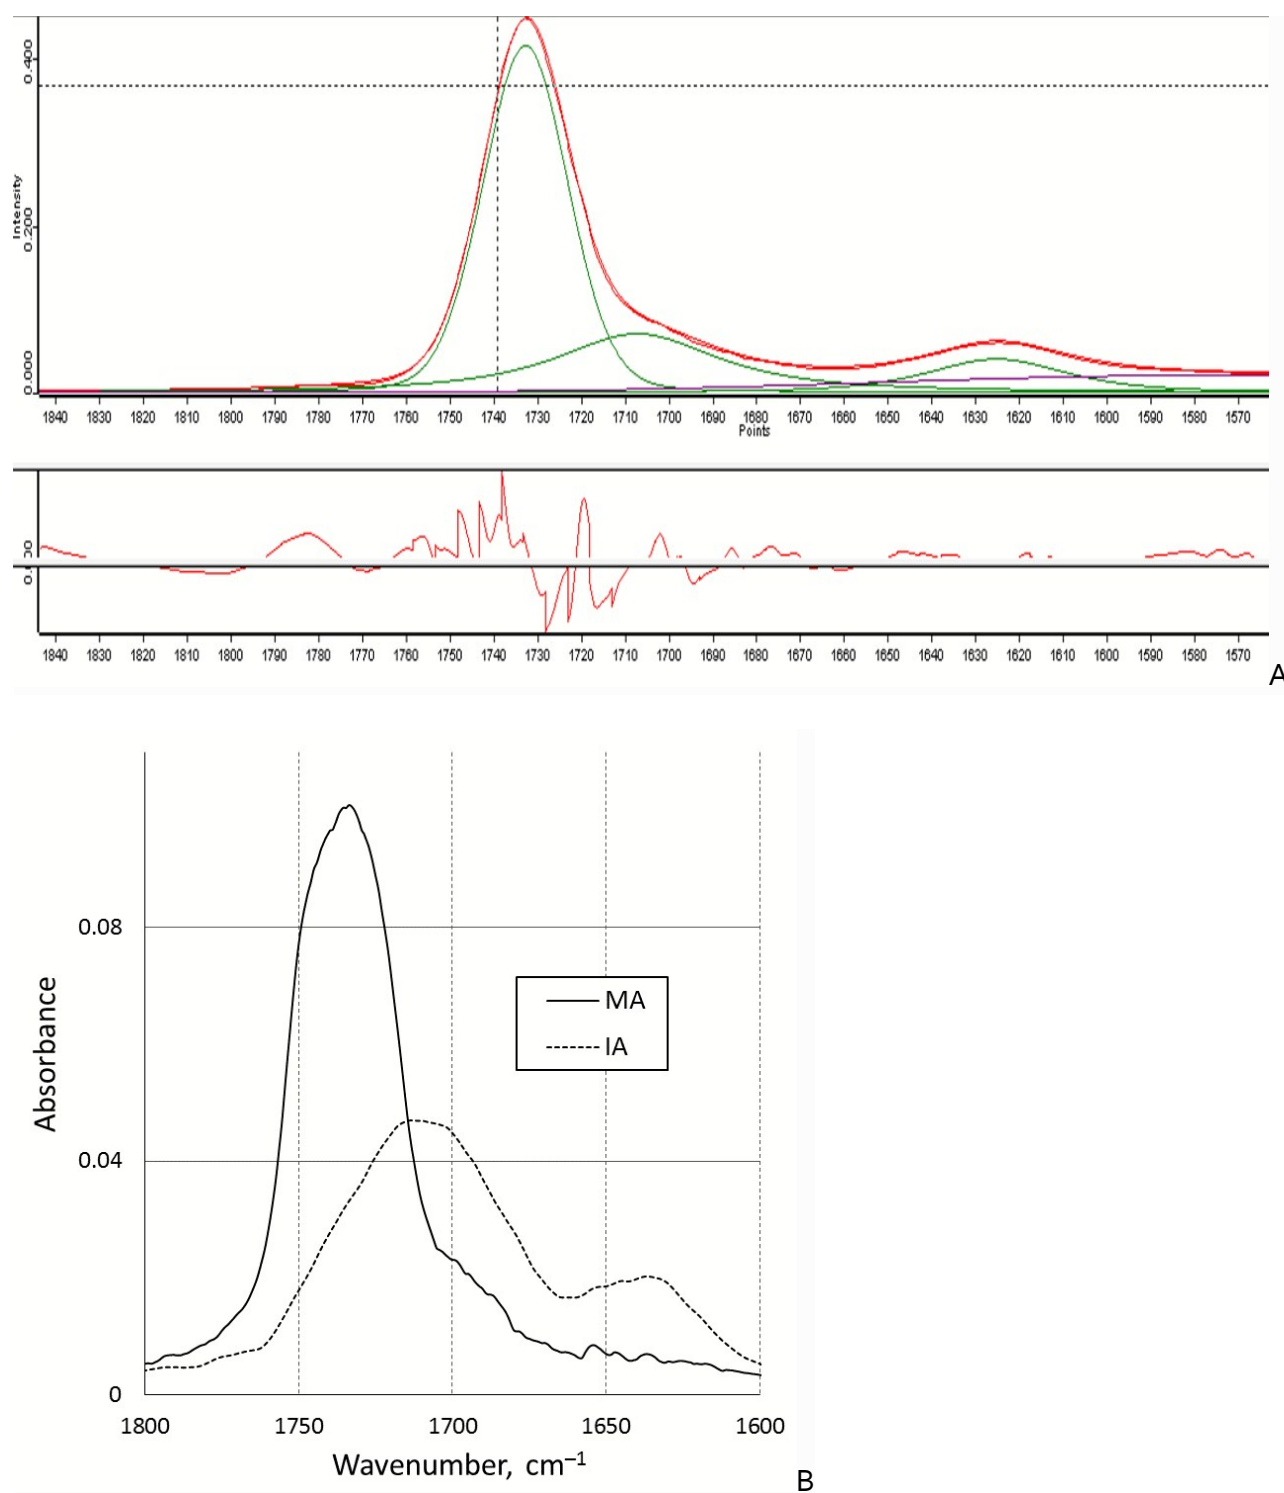 0.400
0.200
Intensity
0.000
1840 1830 1820 1810 1800 1790 1780 1770 1760 1750 1740 1730 1720 1710 1700 1690 1680 1670 1660 1650 1640 1630 1620 1610 1600 1590 1580 1570
Points
1840 1830 1820 1810 1800 1790 1780 1770 1760 1750 1740 1730 1720 1710 1700 1690 1680 1670 1660 1650 1640 1630 1620 1610 1600 1590 1580 1570
A
0.08
MA
IA
Absorbance
0.04
0
1800 1750 1700 1650 1600
Wavenumber, cm⁻¹
B